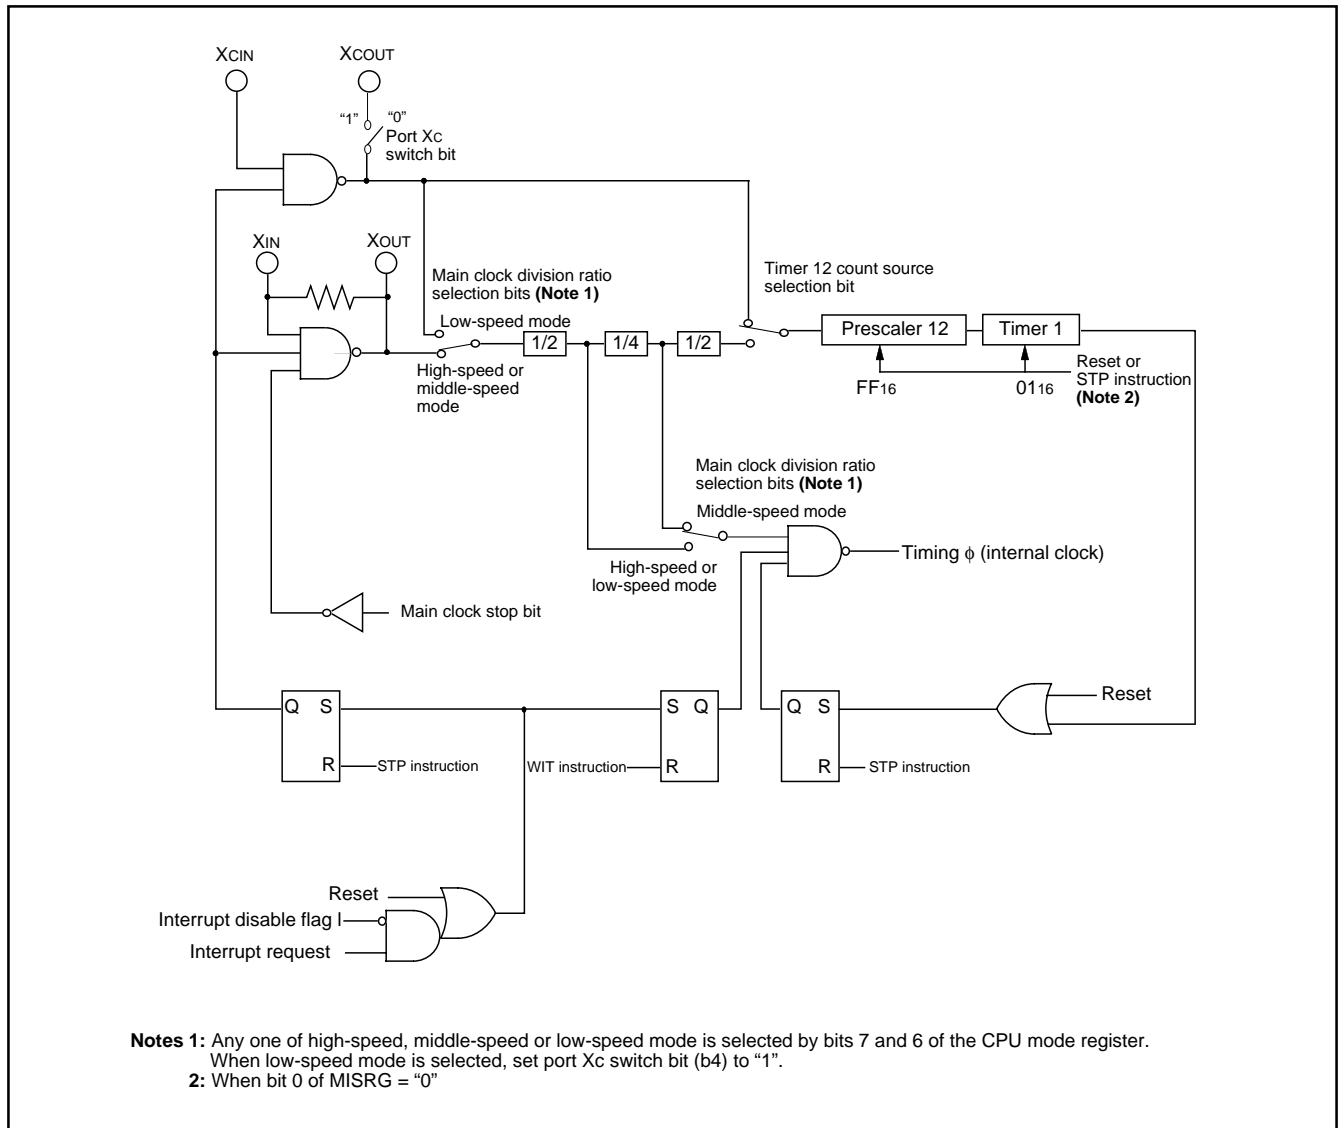 XCIN
XCOUT
“1” “0”
Port XC
switch bit
XIN
XOUT
Main clock division ratio
selection bits (Note 1)
Low-speed mode
High-speed or
middle-speed
mode
1/2
1/4
1/2
Timer 12 count source
selection bit
Prescaler 12
Timer 1
FF16
0116
Reset or
STP instruction
(Note 2)
Main clock division ratio
selection bits (Note 1)
Middle-speed mode
High-speed or
low-speed mode
Timing ϕ (internal clock)
Main clock stop bit
Q S
R
STP instruction
WIT instruction
S Q
R
Q S
R
STP instruction
Reset
Reset
Interrupt disable flag I
Interrupt request
Notes 1: Any one of high-speed, middle-speed or low-speed mode is selected by bits 7 and 6 of the CPU mode register.
When low-speed mode is selected, set port Xc switch bit (b4) to “1”.
2: When bit 0 of MISRG = “0”